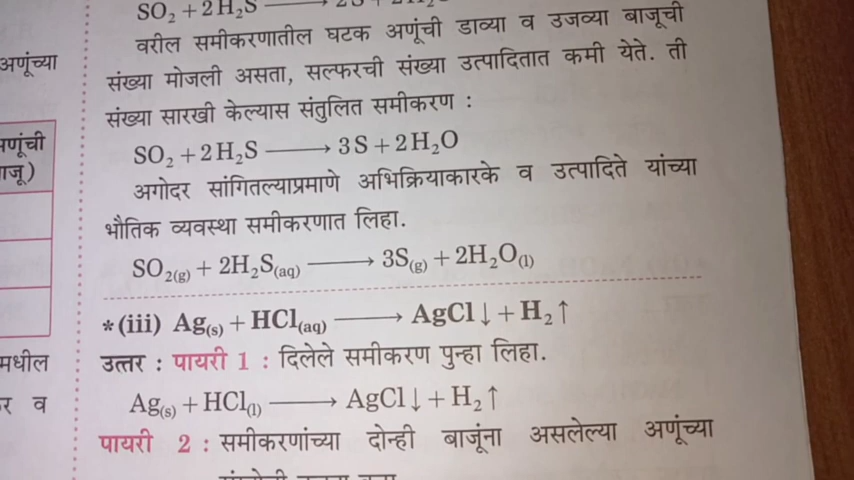 SO₂ + 2H₂S ⟶
वरील समीकरणातील घटक अणूंची डाव्या व उजव्या बाजूची
अणूंच्या
संख्या मोजली असता, सल्फरची संख्या उत्पादितात कमी येते. ती
संख्या सारखी केल्यास संतुलित समीकरण :
SO₂ + 2H₂S ⟶ 3S + 2H₂O
अगोदर सांगितल्याप्रमाणे अभिक्रियाकारके व उत्पादिते यांच्या
भौतिक व्यवस्था समीकरणात लिहा.
SO₂(g) + 2H₂S(aq) ⟶ 3S(g) + 2H₂O(l)
*(iii) Ag(s) + HCl(aq) ⟶ AgCl↓ + H₂↑
मधील
उत्तर : पायरी 1 : दिलेले समीकरण पुन्हा लिहा.
व
Ag(s) + HCl(l) ⟶ AgCl↓ + H₂↑
पायरी 2 : समीकरणांच्या दोन्ही बाजूंना असलेल्या अणूंच्या